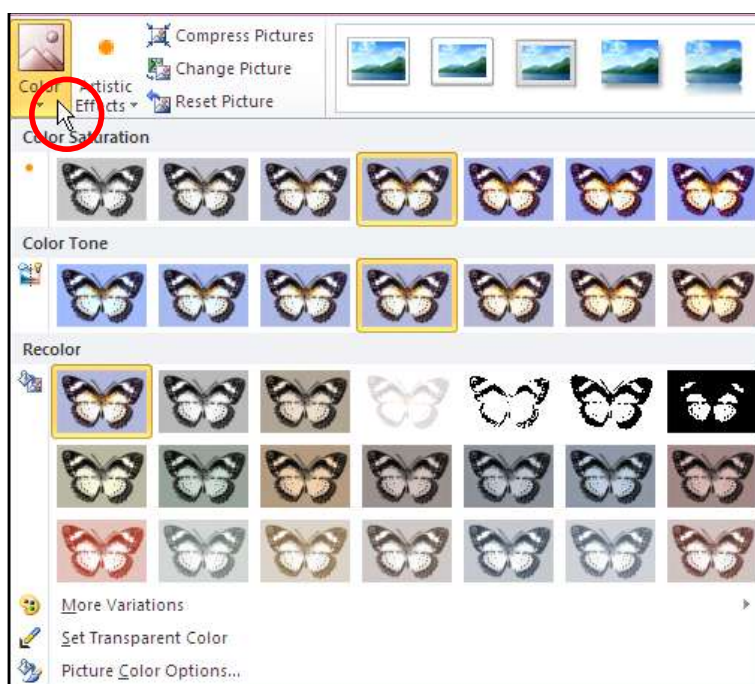 Compress Pictures
Change Picture
Color Artistic
Effects Reset Picture
Color Saturation
Color Tone
Recolor
More Variations
Set Transparent Color
Picture Color Options...